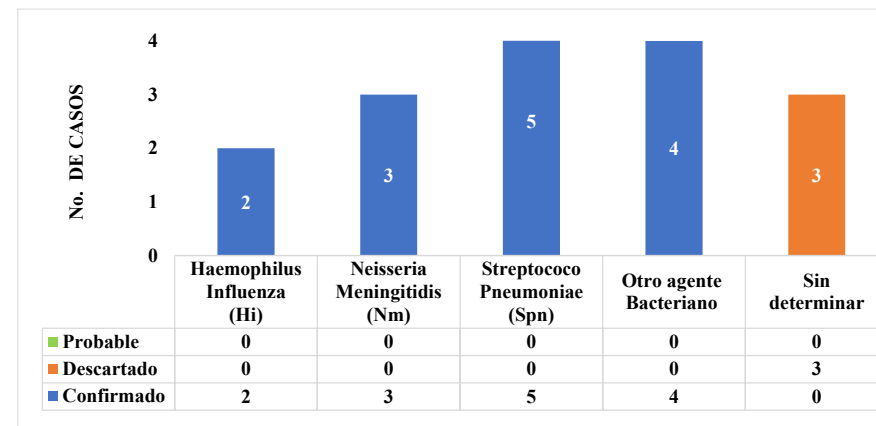 No. DE CASOS
4
3
2
1
0
2
3
5
4
3
Haemophilus Influenza (Hi)
Neisseria Meningitidis (Nm)
Streptococo Pneumoniae (Spn)
Otro agente Bacteriano
Sin determinar
Probable 0 0 0 0 0
Descartado 0 0 0 0 3
Confirmado 2 3 5 4 0